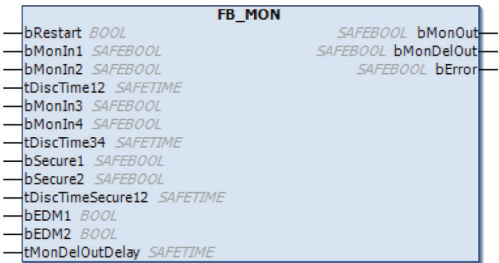 FB_MON
bRestart BOOL SAFEBOOL bMonOut
bMonIn1 SAFEBOOL SAFEBOOL bMonDelOut
bMonIn2 SAFEBOOL SAFEBOOL bError
tDiscTime12 SAFETIME
bMonIn3 SAFEBOOL
bMonIn4 SAFEBOOL
tDiscTime34 SAFETIME
bSecure1 SAFEBOOL
bSecure2 SAFEBOOL
tDiscTimeSecure12 SAFETIME
bEDM1 BOOL
bEDM2 BOOL
tMonDelOutDelay SAFETIME